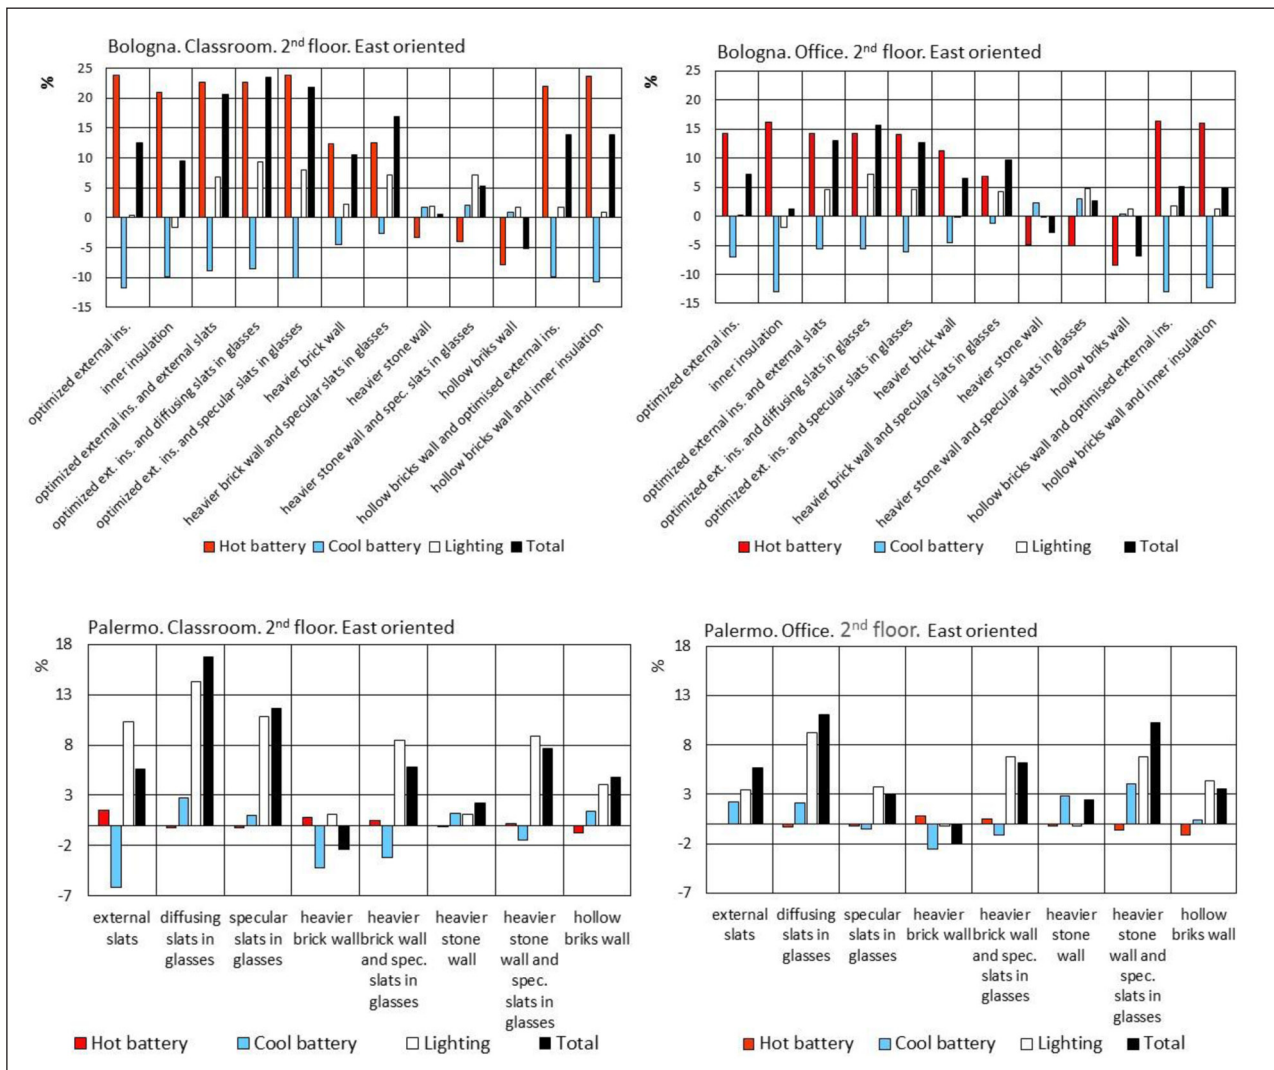 Bologna. Classroom. 2nd floor. East oriented
%
25
20
15
10
5
0
-5
-10
-15
optimized external ins.
inner insulation
optimized external ins. and external slats
optimized ext. ins. and diffusing slats in glasses
optimized ext. ins. and specular slats in glasses
heavier brick wall
heavier brick wall and specular slats in glasses
heavier stone wall
heavier stone wall and spec. slats in glasses
hollow briks wall
hollow bricks wall and optimised external ins.
hollow bricks wall and inner insulation
Hot battery Cool battery Lighting Total
Bologna. Office. 2nd floor. East oriented
%
25
20
15
10
5
0
-5
-10
-15
optimized external ins.
inner insulation
optimized external ins. and external slats
optimized ext. ins. and diffusing slats in glasses
optimized ext. ins. and specular slats in glasses
heavier brick wall
heavier brick wall and specular slats in glasses
heavier stone wall
heavier stone wall and specular slats in glasses
hollow briks wall
hollow bricks wall and optimised external ins.
hollow bricks wall and inner insulation
Hot battery Cool battery Lighting Total
Palermo. Classroom. 2nd floor. East oriented
%
18
13
8
3
-2
-7
external
slats
diffusing
slats in
glasses
specular
slats in
glasses
heavier
brick wall
heavier
brick wall
and spec.
slats in
glasses
heavier
stone
wall
heavier
stone
wall and
spec.
slats in
glasses
hollow
briks wall
Hot battery Cool battery Lighting Total
Palermo. Office. 2nd floor. East oriented
%
18
13
8
3
-2
-7
external
slats
diffusing
slats in
glasses
specular
slats in
glasses
heavier
brick wall
heavier
brick wall
and spec.
slats in
glasses
heavier
stone
wall
heavier
stone
wall and
spec.
slats in
glasses
hollow
briks wall
Hot battery Cool battery Lighting Total